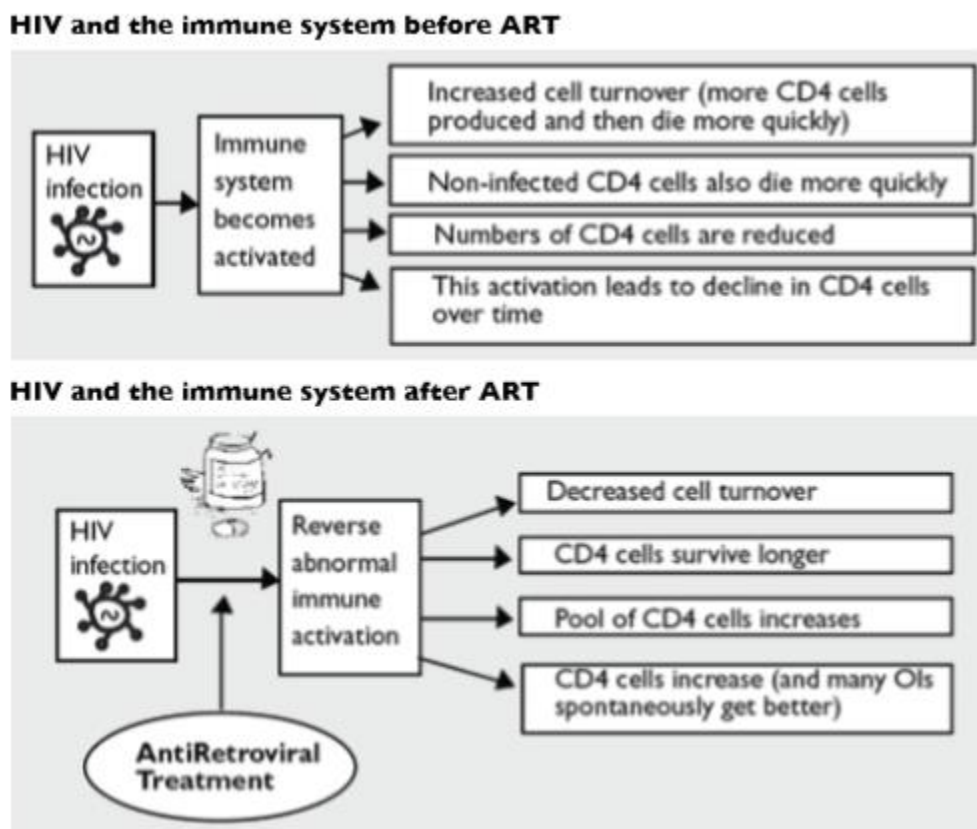 HIV and the immune system before ART
HIV
infection
Immune
system
becomes
activated
Increased cell turnover (more CD4 cells
produced and then die more quickly)
Non-infected CD4 cells also die more quickly
Numbers of CD4 cells are reduced
This activation leads to decline in CD4 cells
over time
HIV and the immune system after ART
HIV
infection
Reverse
abnormal
immune
activation
Decreased cell turnover
CD4 cells survive longer
Pool of CD4 cells increases
CD4 cells increase (and many OIs
spontaneously get better)
AntiRetroviral
Treatment